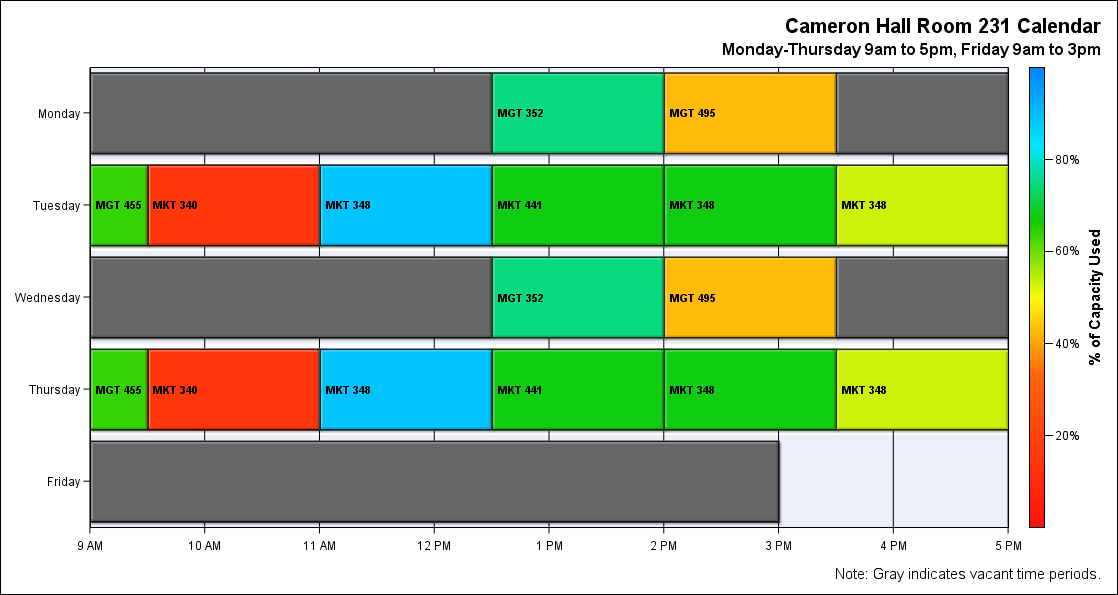 Cameron Hall Room 231 Calendar
Monday-Thursday 9am to 5pm, Friday 9am to 3pm
Monday
MGT 352
MGT 495
Tuesday
MGT 455
MKT 340
MKT 348
MKT 441
MKT 348
MKT 348
Wednesday
MGT 352
MGT 495
Thursday
MGT 455
MKT 340
MKT 348
MKT 441
MKT 348
MKT 348
Friday
9 AM
10 AM
11 AM
12 PM
1 PM
2 PM
3 PM
4 PM
5 PM
80%
60%
40%
20%
% of Capacity Used
Note: Gray indicates vacant time periods.